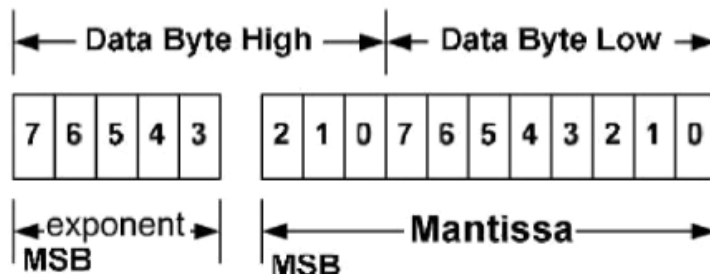 Data Byte High Data Byte Low
7 6 5 4 3 2 1 0 7 6 5 4 3 2 1 0
exponent Mantissa
MSB MSB